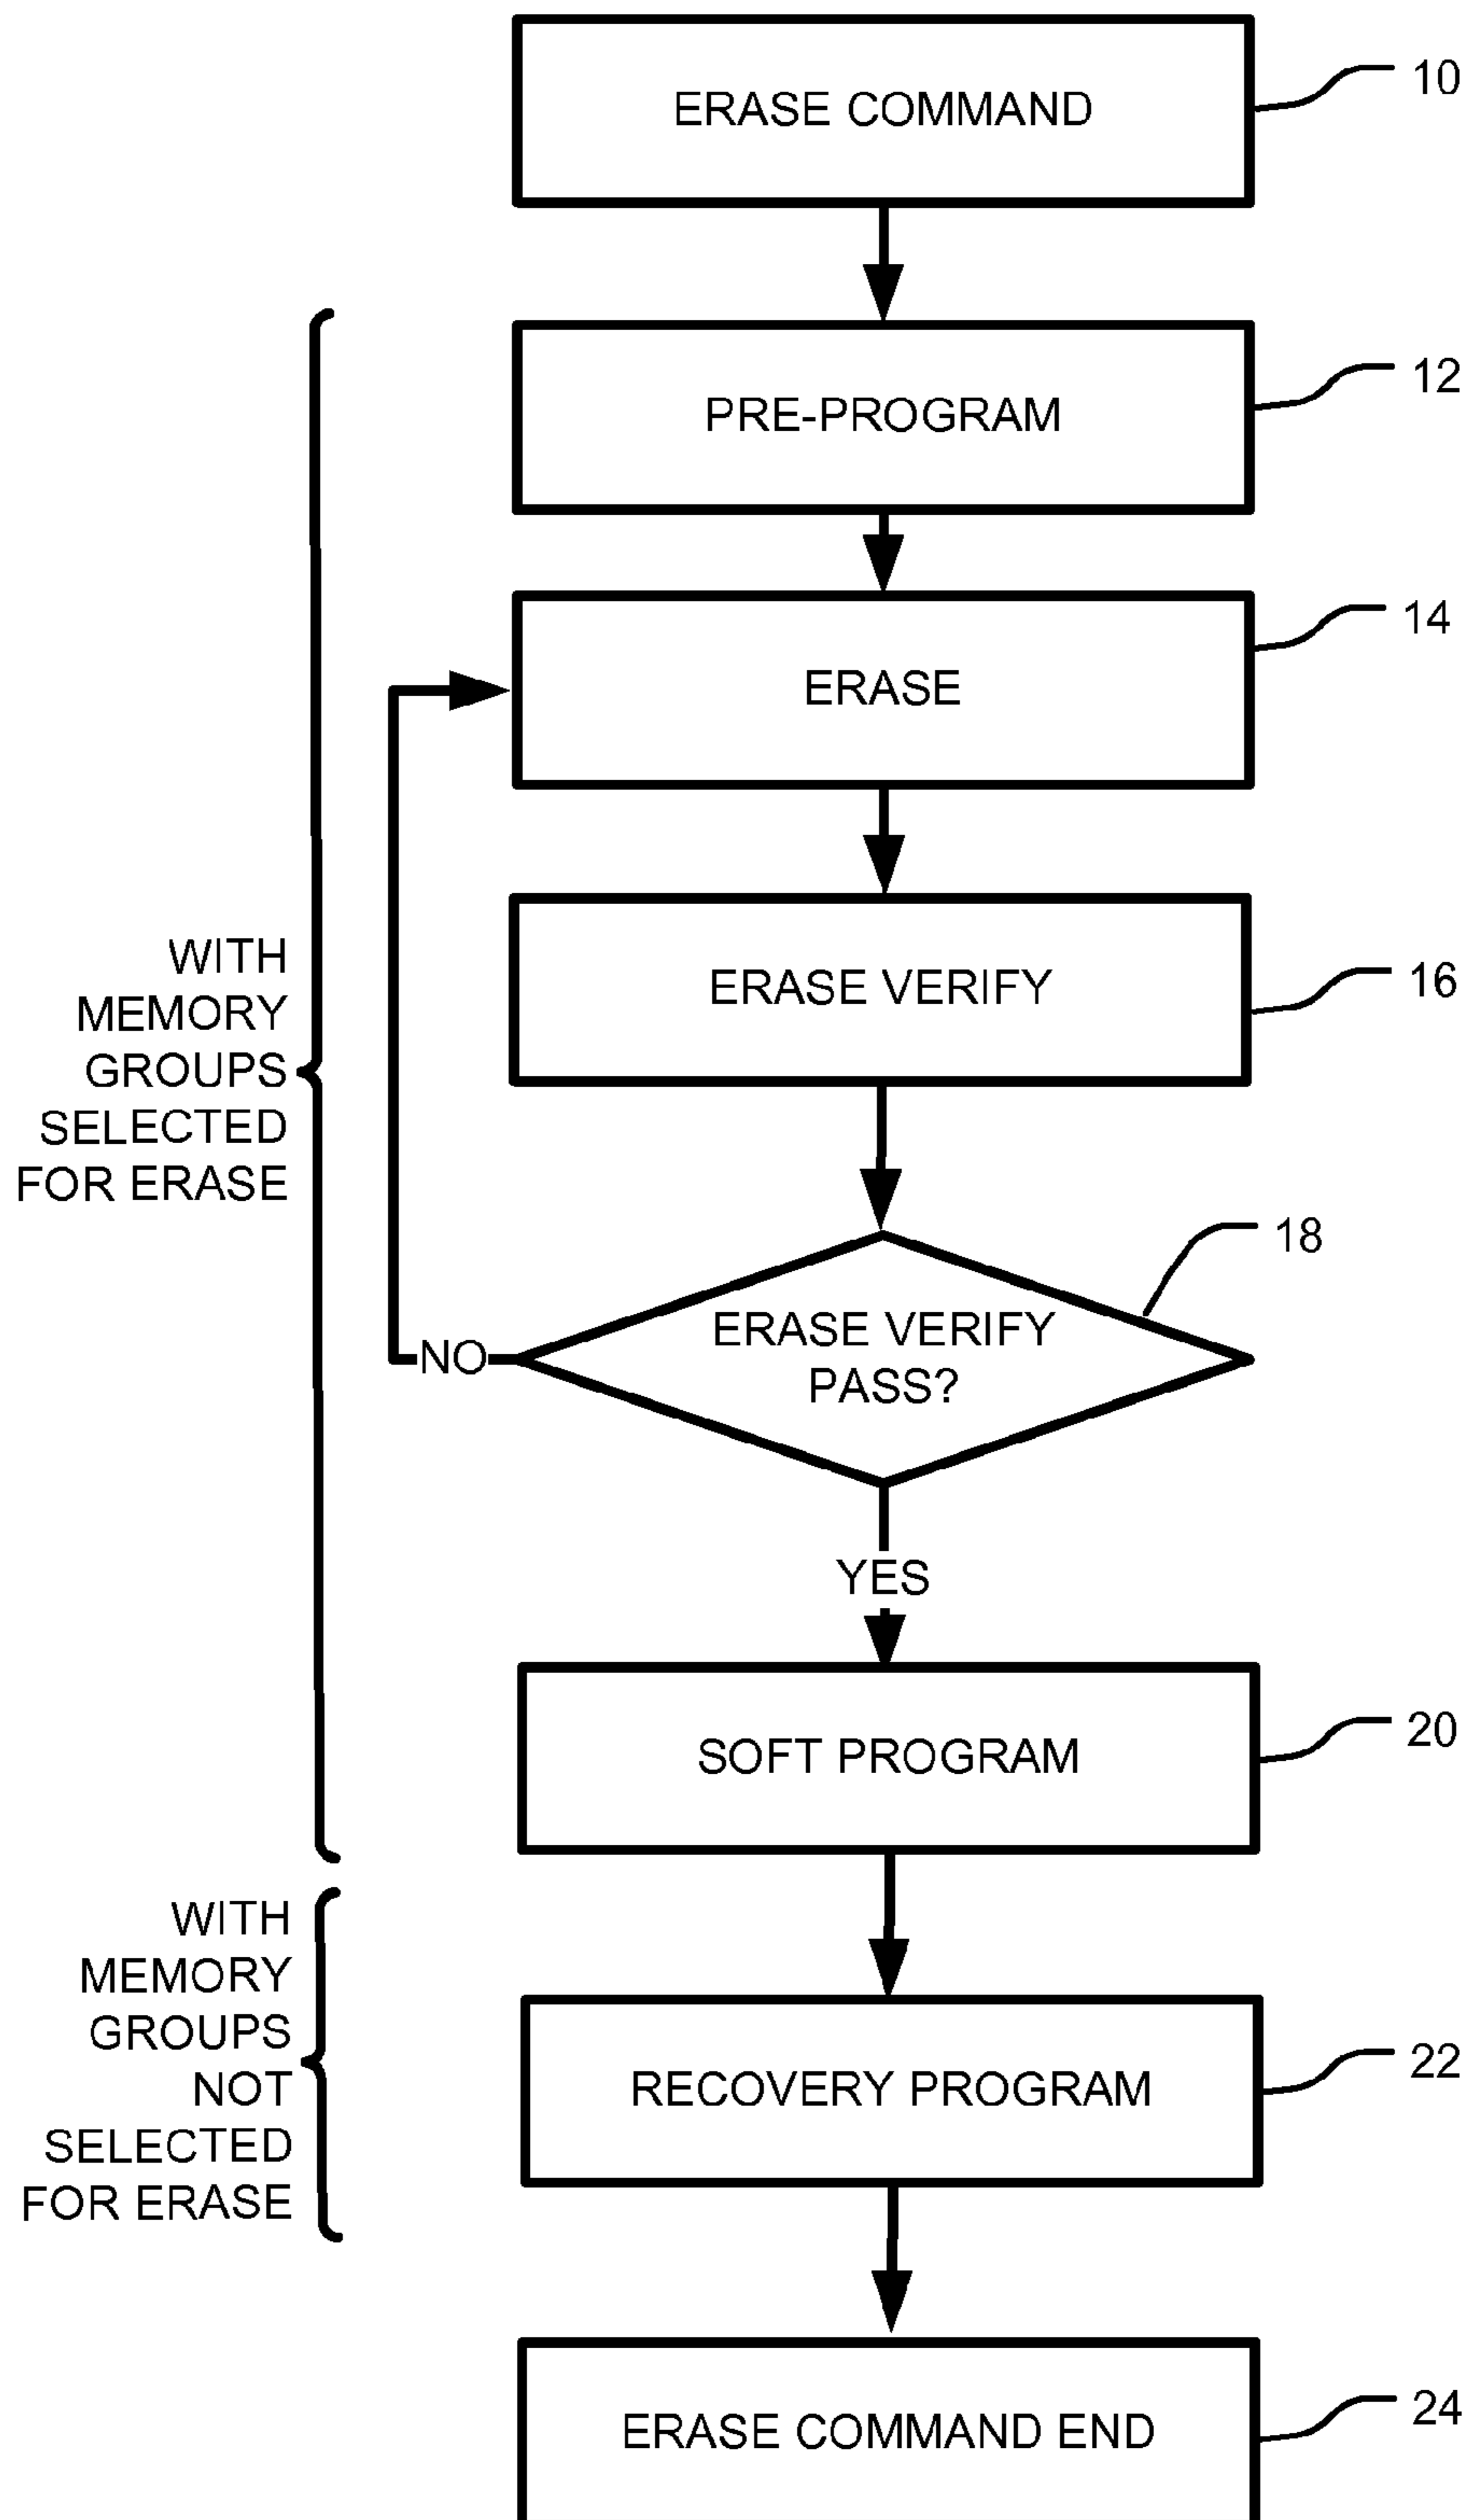 ERASE COMMAND
10
PRE-PROGRAM
12
ERASE
14
WITH
MEMORY
GROUPS
SELECTED
FOR ERASE
ERASE VERIFY
16
ERASE VERIFY
PASS?
18
NO
YES
SOFT PROGRAM
20
WITH
MEMORY
GROUPS
NOT
SELECTED
FOR ERASE
RECOVERY PROGRAM
22
ERASE COMMAND END
24